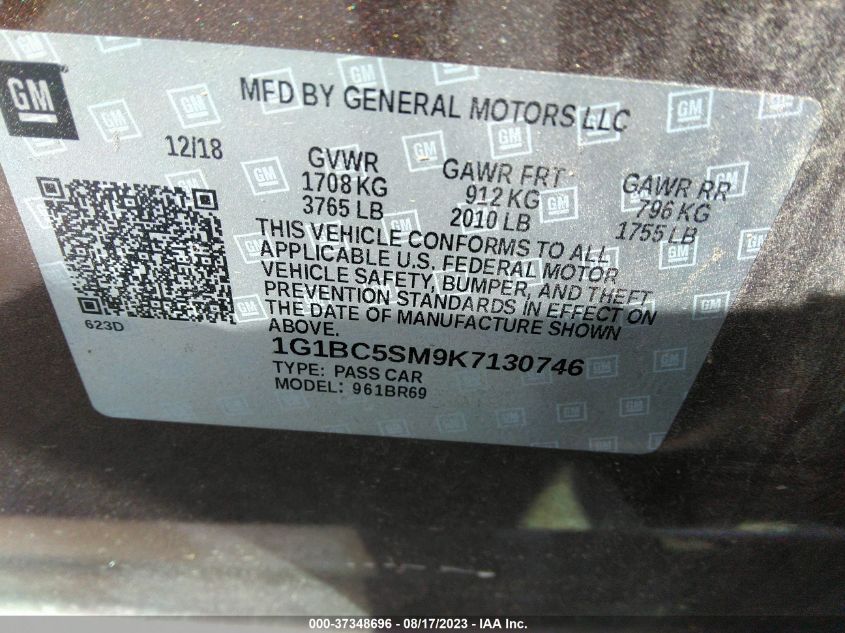 GM
MFD BY GENERAL MOTORS LLC
12/18
GVWR
1708 KG
3765 LB
GAWR FRT
912 KG
2010 LB
GAWR RR
796 KG
1755 LB
THIS VEHICLE CONFORMS TO ALL
APPLICABLE U.S. FEDERAL MOTOR
VEHICLE SAFETY, BUMPER, AND THEFT
PREVENTION STANDARDS IN EFFECT ON
THE DATE OF MANUFACTURE SHOWN
ABOVE.
623D
1G1BC5SM9K7130746
TYPE: PASS CAR
MODEL: 961BR69
000-37348696 - 08/17/2023 - IAA Inc.